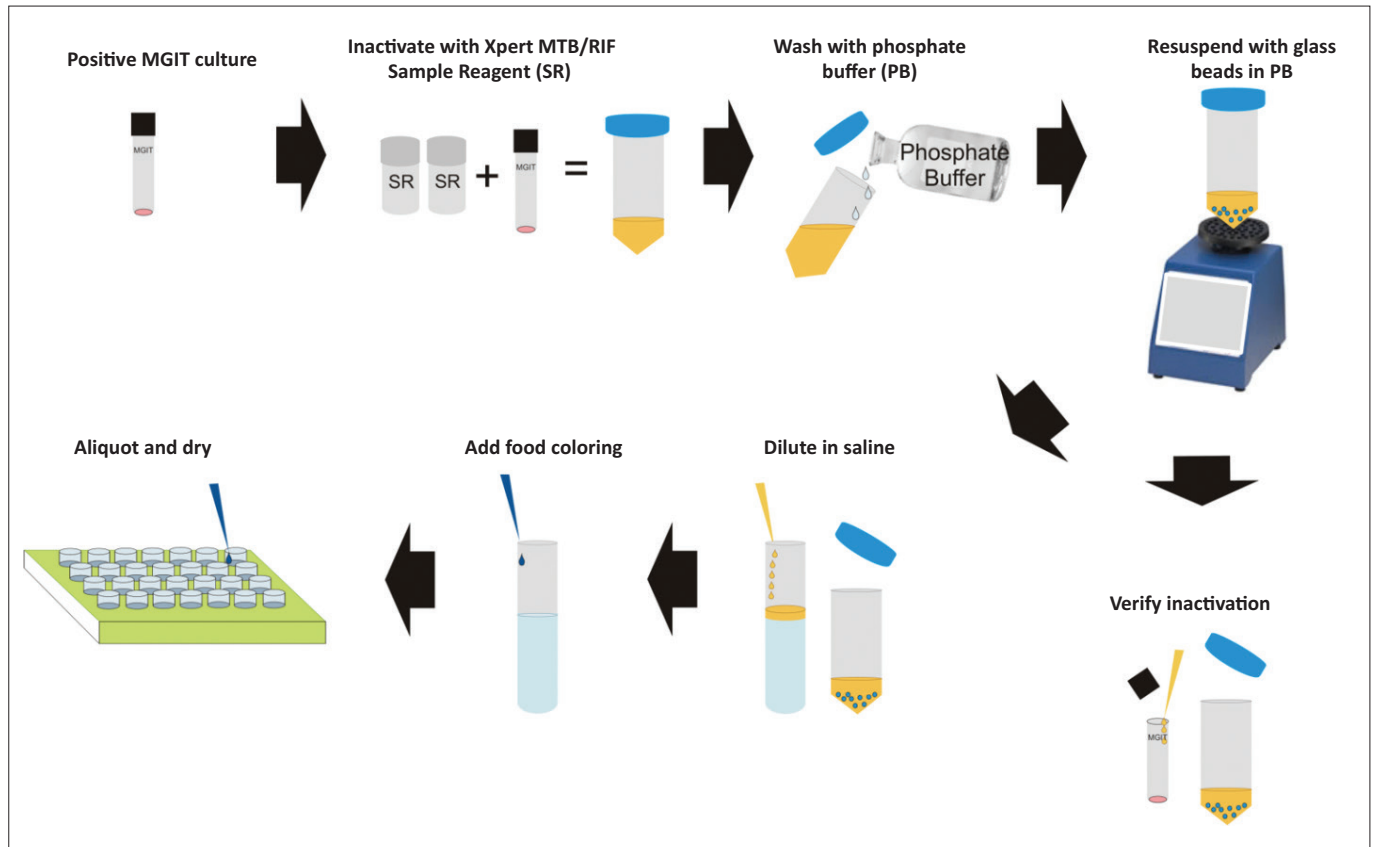 Positive MGIT culture
Inactivate with Xpert MTB/RIF
Sample Reagent (SR)
Wash with phosphate
buffer (PB)
Resuspend with glass
beads in PB
MGIT
SR
SR
+
MGIT
=
Phosphate
Buffer
Aliquot and dry
Add food coloring
Dilute in saline
Verify inactivation
MGIT